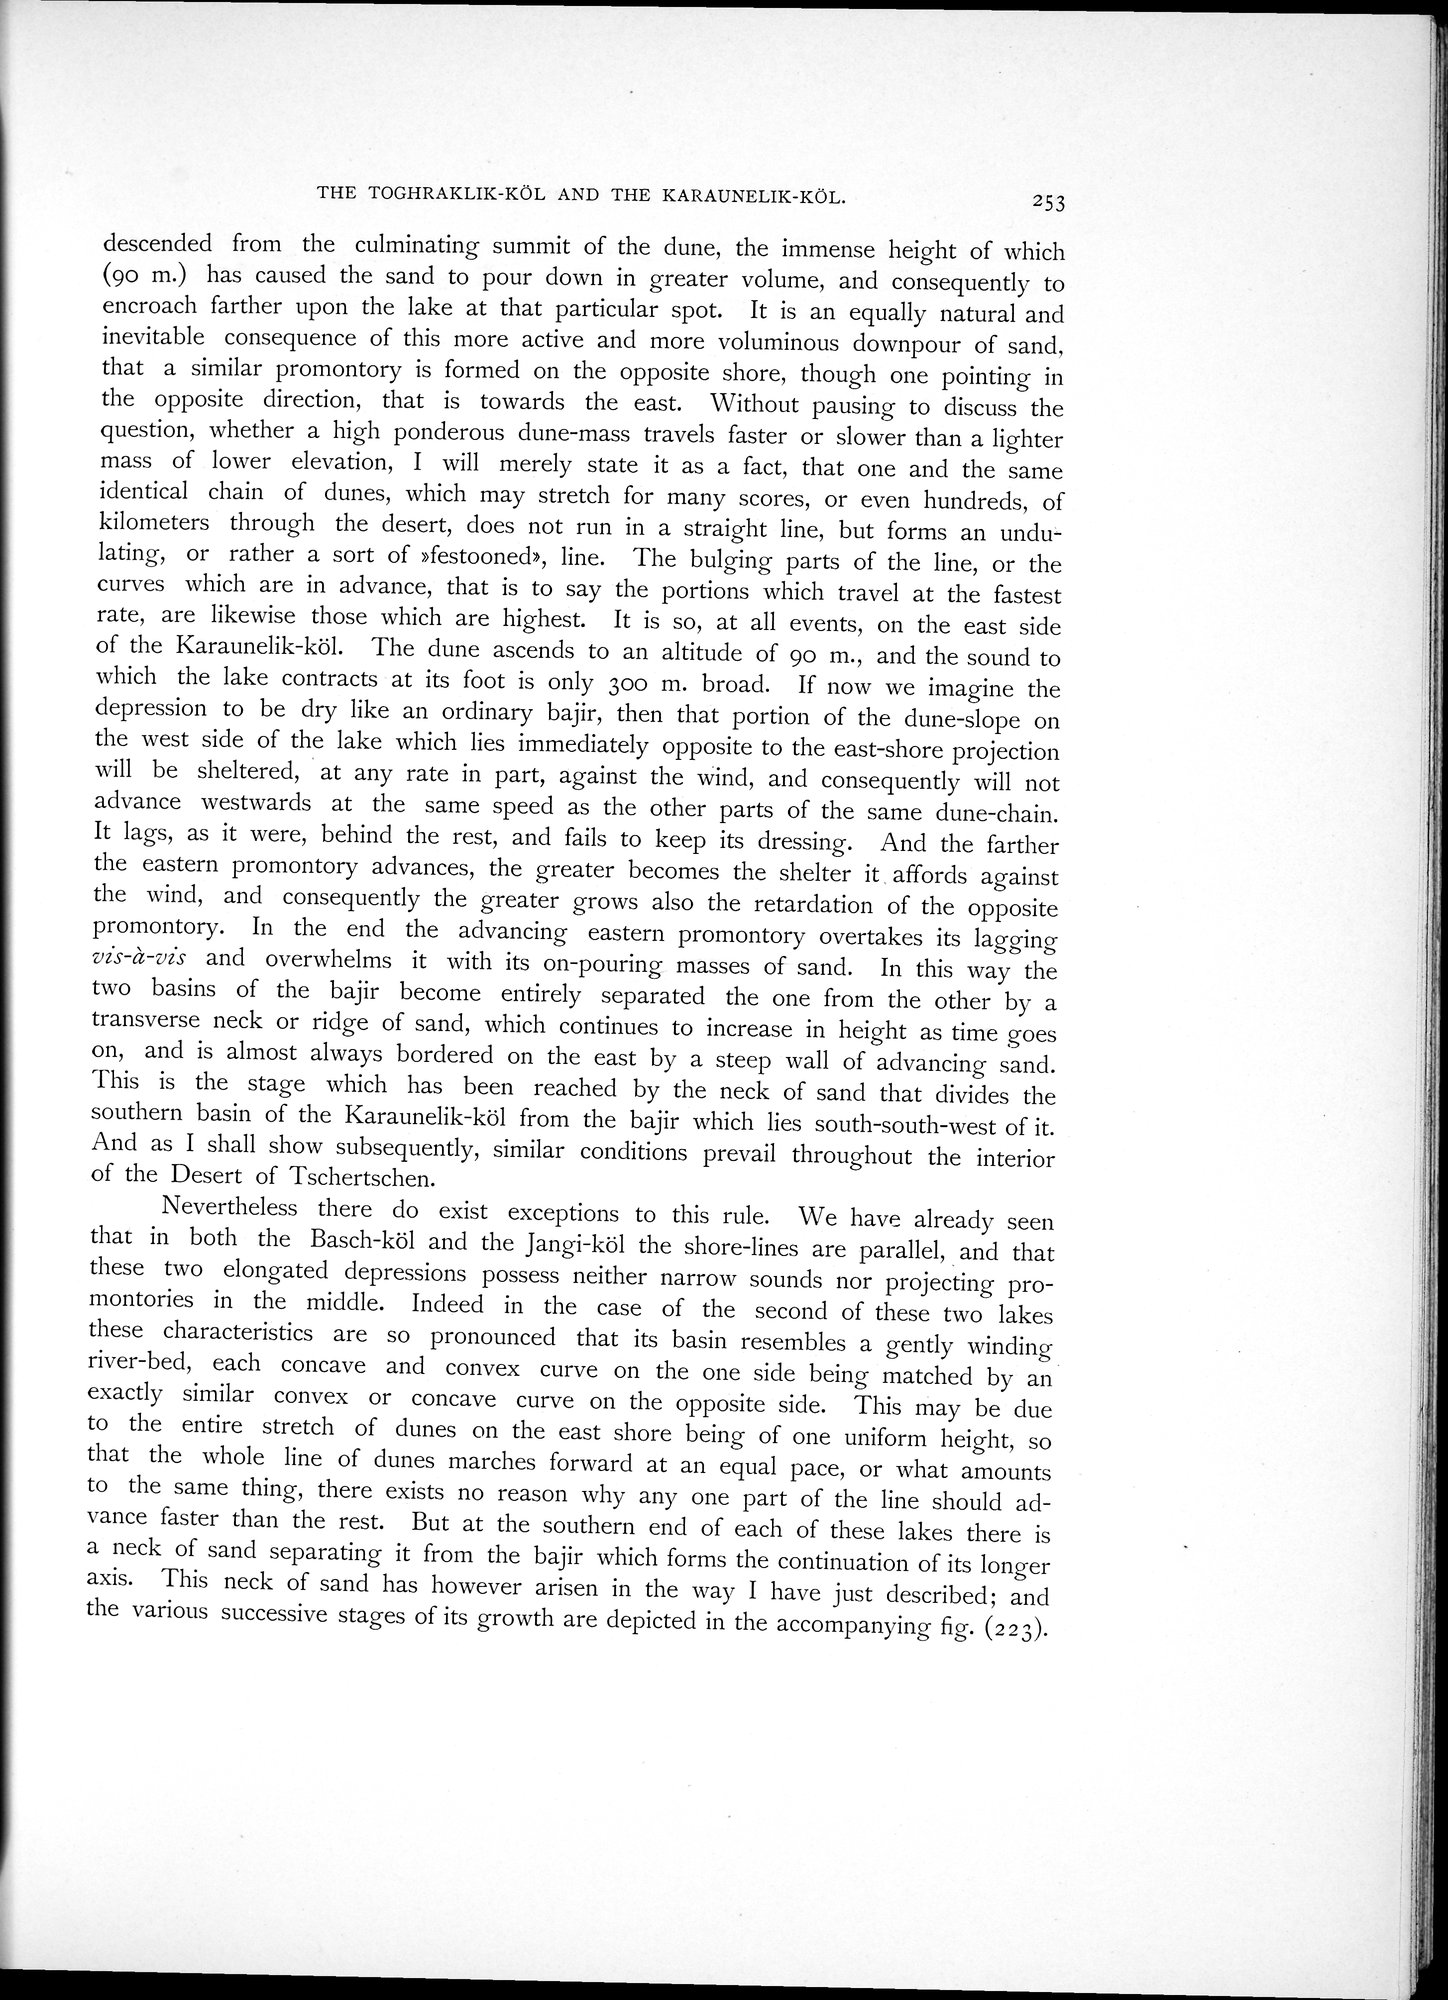 THE TOGHRAKLIK-KÖL AND THE KARAUNELIK-KÖL. 253
descended from the culminating summit of the dune, the immense height of which
(90 m.) has caused the sand to pour down in greater volume, and consequently to
encroach farther upon the lake at that particular spot. It is an equally natural and
inevitable consequence of this more active and more voluminous downpour of sand,
that a similar promontory is formed on the opposite shore, though one pointing in
the opposite direction, that is towards the east. Without pausing to discuss the
question, whether a high ponderous dune-mass travels faster or slower than a lighter
mass of lower elevation, I will merely state it as a fact, that one and the same
identical chain of dunes, which may stretch for many scores, or even hundreds, of
kilometers through the desert, does not run in a straight line, but forms an undu-
lating, or rather a sort of »festooned», line. The bulging parts of the line, or the
curves which are in advance, that is to say the portions which travel at the fastest
rate, are likewise those which are highest. It is so, at all events, on the east side
of the Karaunelik-köl. The dune ascends to an altitude of 90 m., and the sound to
which the lake contracts at its foot is only 300 m. broad. If now we imagine the
depression to be dry like an ordinary bajir, then that portion of the dune-slope on
the west side of the lake which lies immediately opposite to the east-shore projection
will be sheltered, at any rate in part, against the wind, and consequently will not
advance westwards at the same speed as the other parts of the same dune-chain.
It lags, as it were, behind the rest, and fails to keep its dressing. And the farther
the eastern promontory advances, the greater becomes the shelter it affords against
the wind, and consequently the greater grows also the retardation of the opposite
promontory. In the end the advancing eastern promontory overtakes its lagging
vis-à-vis and overwhelms it with its on-pouring masses of sand. In this way the
two basins of the bajir become entirely separated the one from the other by a
transverse neck or ridge of sand, which continues to increase in height as time goes
on, and is almost always bordered on the east by a steep wall of advancing sand.
This is the stage which has been reached by the neck of sand that divides the
southern basin of the Karaunelik-köl from the bajir which lies south-south-west of it.
And as I shall show subsequently, similar conditions prevail throughout the interior
of the Desert of Tschertschen.
Nevertheless there do exist exceptions to this rule. We have already seen
that in both the Basch-köl and the Jangi-köl the shore-lines are parallel, and that
these two elongated depressions possess neither narrow sounds nor projecting pro-
montories in the middle. Indeed in the case of the second of these two lakes
these characteristics are so pronounced that its basin resembles a gently winding
river-bed, each concave and convex curve on the one side being matched by an
exactly similar convex or concave curve on the opposite side. This may be due
to the entire stretch of dunes on the east shore being of one uniform height, so
that the whole line of dunes marches forward at an equal pace, or what amounts
to the same thing, there exists no reason why any one part of the line should ad-
vance faster than the rest. But at the southern end of each of these lakes there is
a neck of sand separating it from the bajir which forms the continuation of its longer
axis. This neck of sand has however arisen in the way I have just described; and
the various successive stages of its growth are depicted in the accompanying fig. (223).